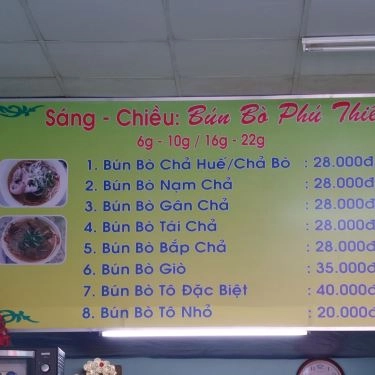 Sáng - Chiều: Bún Bò Phú
6g - 10g / 16g - 22g
1. Bún Bò Chả Huế/Chả Bò : 28.000đ
2. Bún Bò Nạm Chả : 28.000đ
3. Bún Bò Gân Chả : 28.000đ
4. Bún Bò Tái Chả : 28.000đ
5. Bún Bò Bắp Chả : 28.000đ
6. Bún Bò Giò : 35.000đ
7. Bún Bò Tô Đặc Biệt : 40.000đ
8. Bún Bò Tô Nhỏ : 20.000đ